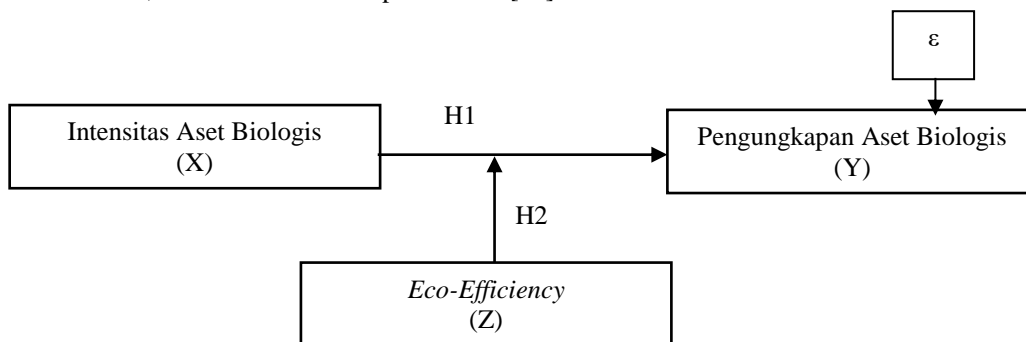 ε
H1
Intensitas Aset Biologis
(X)
Pengungkapan Aset Biologis
(Y)
H2
Eco-Efficiency
(Z)